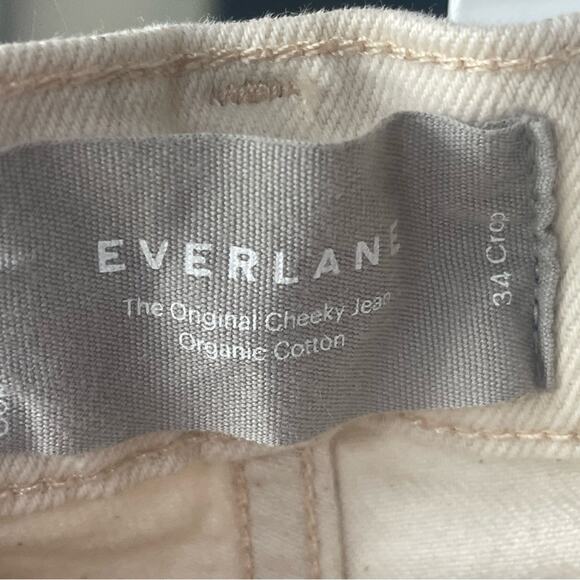 EVERLANE
The Original Cheeky Jean
Organic Cotton
34 Crop